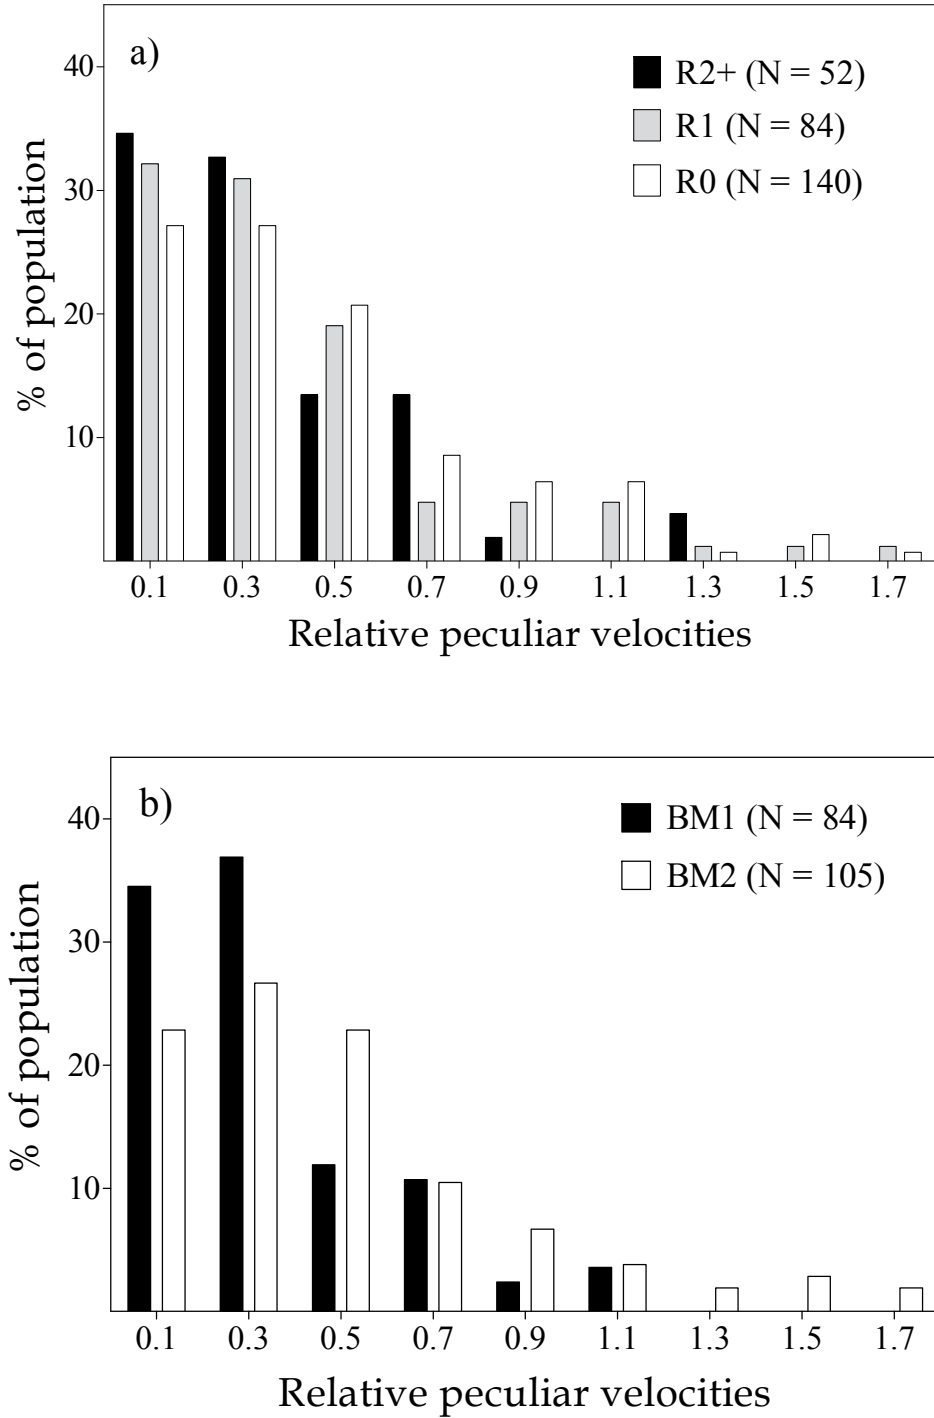 a)
R2+ (N = 52)
R1 (N = 84)
R0 (N = 140)
% of population
40
30
20
10
0.1 0.3 0.5 0.7 0.9 1.1 1.3 1.5 1.7
Relative peculiar velocities
b)
BM1 (N = 84)
BM2 (N = 105)
% of population
40
30
20
10
0.1 0.3 0.5 0.7 0.9 1.1 1.3 1.5 1.7
Relative peculiar velocities